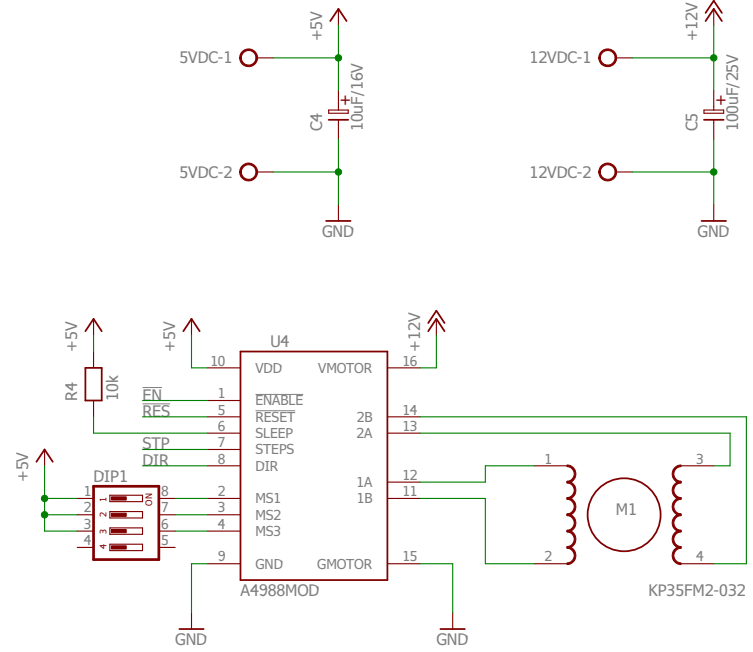 +5V
+12V
5VDC-1
12VDC-1
C4
+
10uF/16V
C5
+
100uF/25V
5VDC-2
12VDC-2
GND
GND
+5V
+5V
+12V
U4
R4
10k
10 VDD
VMOTOR 16
EN
1 ENABLE
RES
5 RESET
2B 14
6 SLEEP
2A 13
STP
7 STEPS
DIR
8 DIR
+5V
DIP1
1A 12
1
3
1 1 ON 8
2 MS1
1B 11
2 2 7
3 MS2
M1
3 3 6
4 MS3
4 4 5
9 GND
GMOTOR 15
2
4
A4988MOD
KP35FM2-032
GND
GND